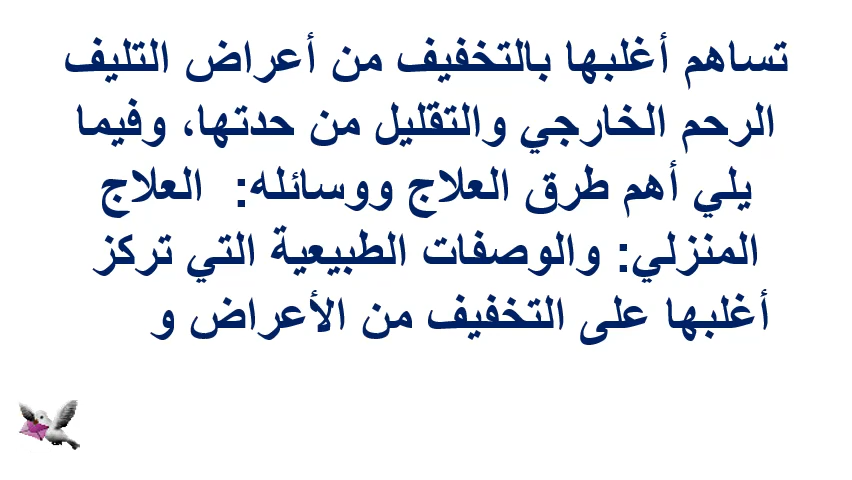 تساهم أغلبها بالتخفيف من أعراض التليف
الرحم الخارجي والتقليل من حدتها، وفيما
يلي أهم طرق العلاج ووسائله:  العلاج
المنزلي: والوصفات الطبيعية التي تركز
أغلبها على التخفيف من الأعراض و